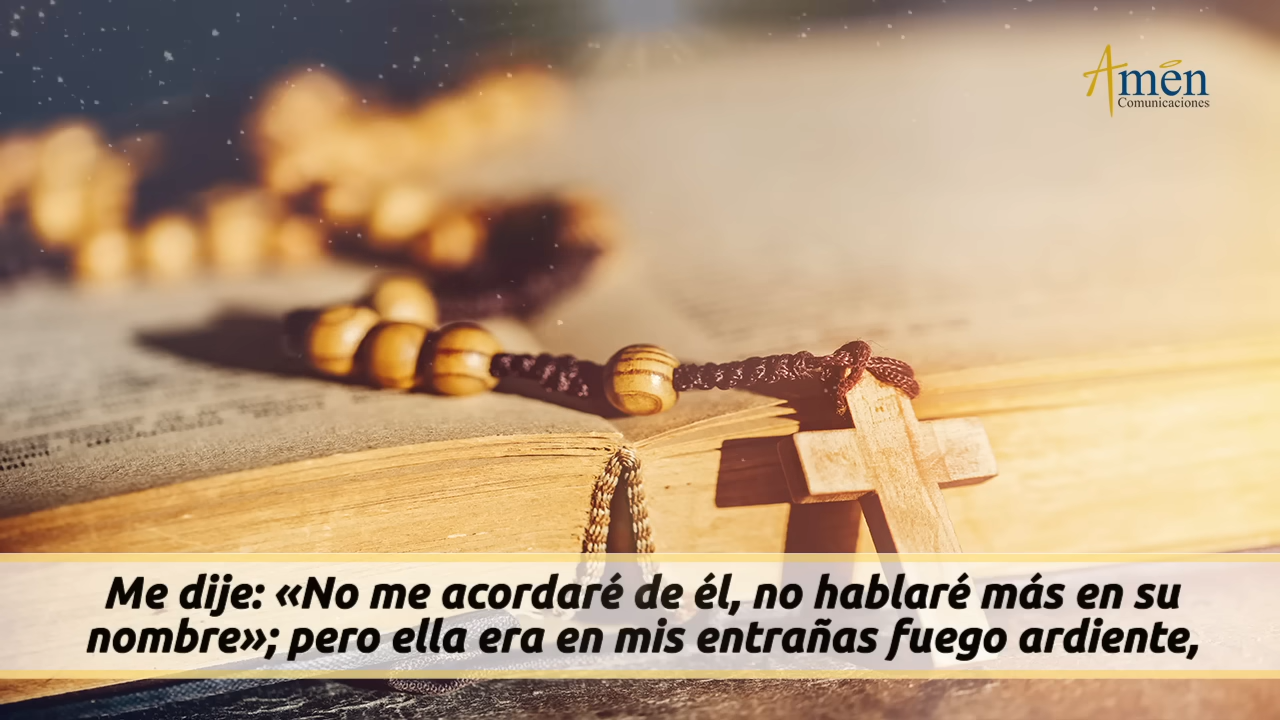 Amén
Comunicaciones
Me dije: «No me acordaré de él, no hablaré más en su
nombre»; pero ella era en mis entrañas fuego ardiente,